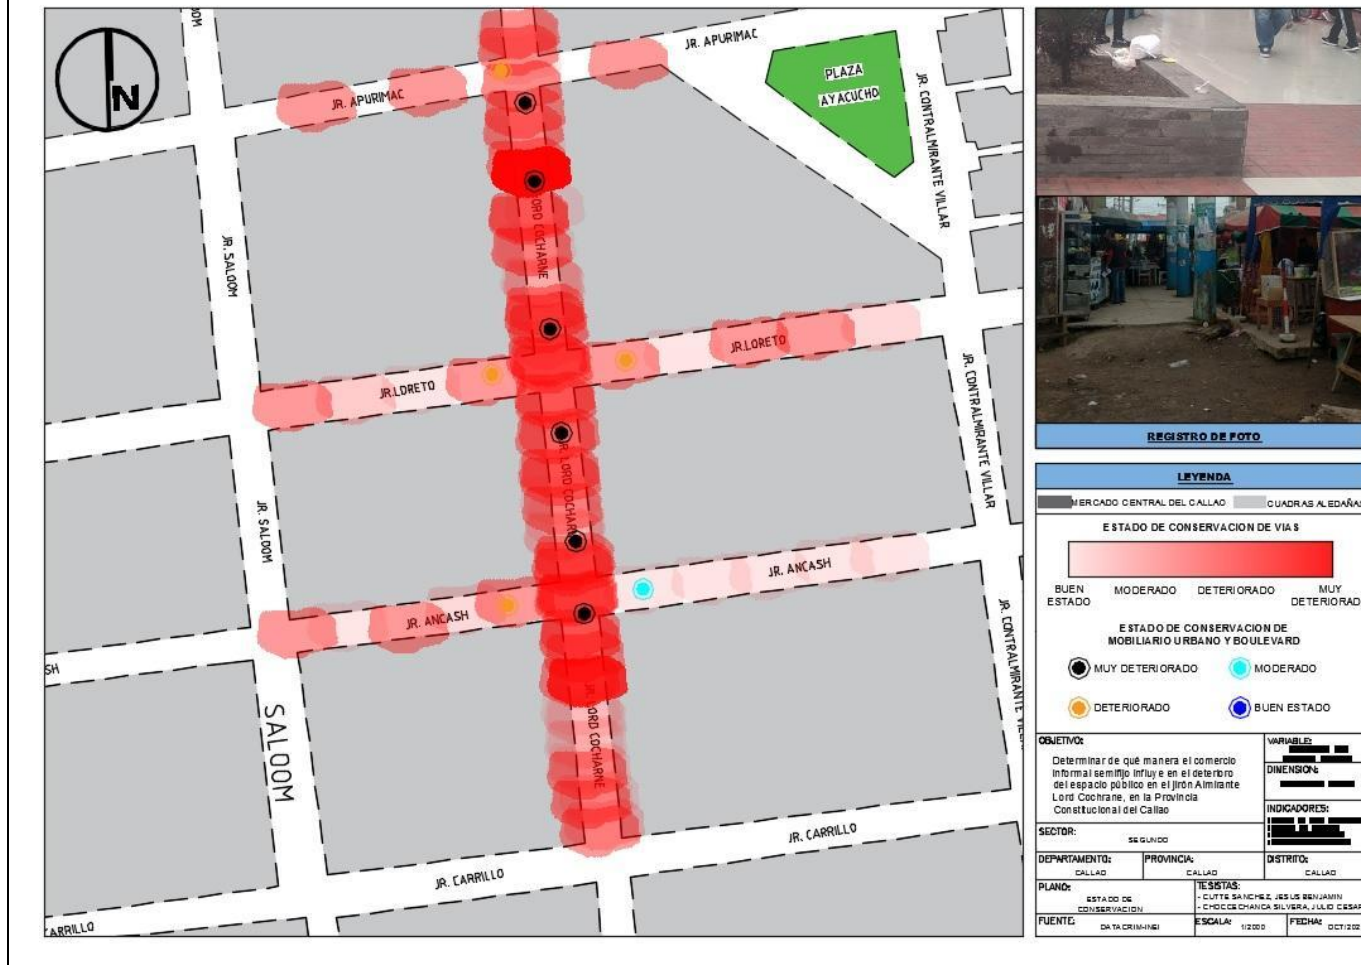 N
OOM
JR. APURIMAC
JR. APURIMAC
PLAZA
AYACUCHO
JR. CONTRALMIRANTE VILLAR
JR. SALOOM
LORD COCHARNE
JR.LORETO
JR.LORETO
JR. CONTRALMIRANTE VILLAR
JR. SALOOM
JR. LORD COCHARNE
JR. ANCASH
JR. ANCASH
SH
SALOOM
JR. LORD COCHARNE
JR. CONTRALMIRANTE VILLAR
JR. CARRILLO
JR. CARRILLO
CARRILLO
REGISTRO DE FOTO
LEYENDA
MERCADO CENTRAL DEL CALLAO CUADRAS ALEDAÑAS
ESTADO DE CONSERVACION DE VIAS
BUEN ESTADO MODERADO DETERIORADO MUY DETERIORAD
ESTADO DE CONSERVACION DE
MOBILIARIO URBANO Y BOULEVARD
MUY DETERIORADO MODERADO
DETERIORADO BUEN ESTADO
OBJETIVO:
Determinar de qué manera el comercio
informal semifijo influye en el deterioro
del espacio público en el jirón Almirante
Lord Cochrane, en la Provincia
Constitucional del Callao
VARIABLE:
DIMENSION:
INDICADORES:
SECTOR:
SEGUNDO
DEPARTAMENTO: PROVINCIA: DISTRITO:
CALLAO CALLAO CALLAO
PLANO:
ESTADO DE
CONSERVACION
TESISTAS:
- CUTTE SANCHEZ, JESUS BENJAMIN
- CHOCCECHANCA SILVERA, JULIO CESAR
FUENTE: DATACRIM-INEI ESCALA: 1/2000 FECHA: OCT/202